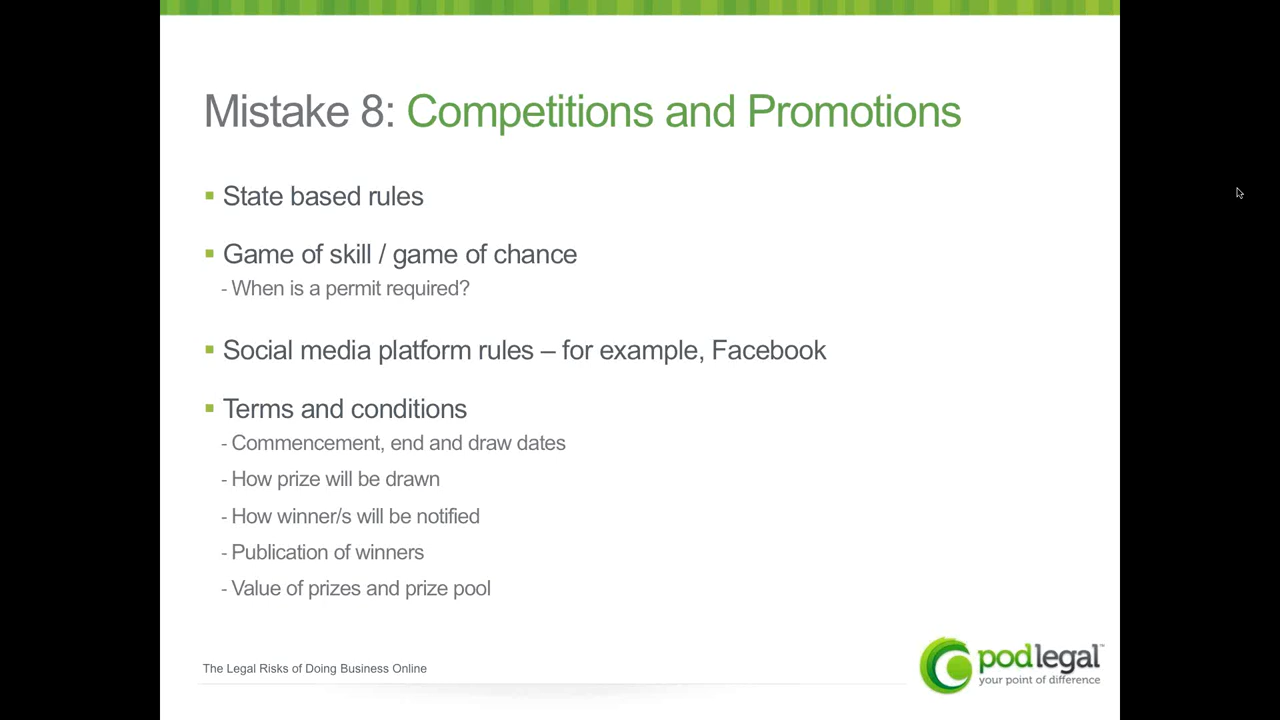 Mistake 8: Competitions and Promotions
State based rules
Game of skill / game of chance
- When is a permit required?
Social media platform rules – for example, Facebook
Terms and conditions
- Commencement, end and draw dates
- How prize will be drawn
- How winner/s will be notified
- Publication of winners
- Value of prizes and prize pool
The Legal Risks of Doing Business Online
podlegal™
your point of difference